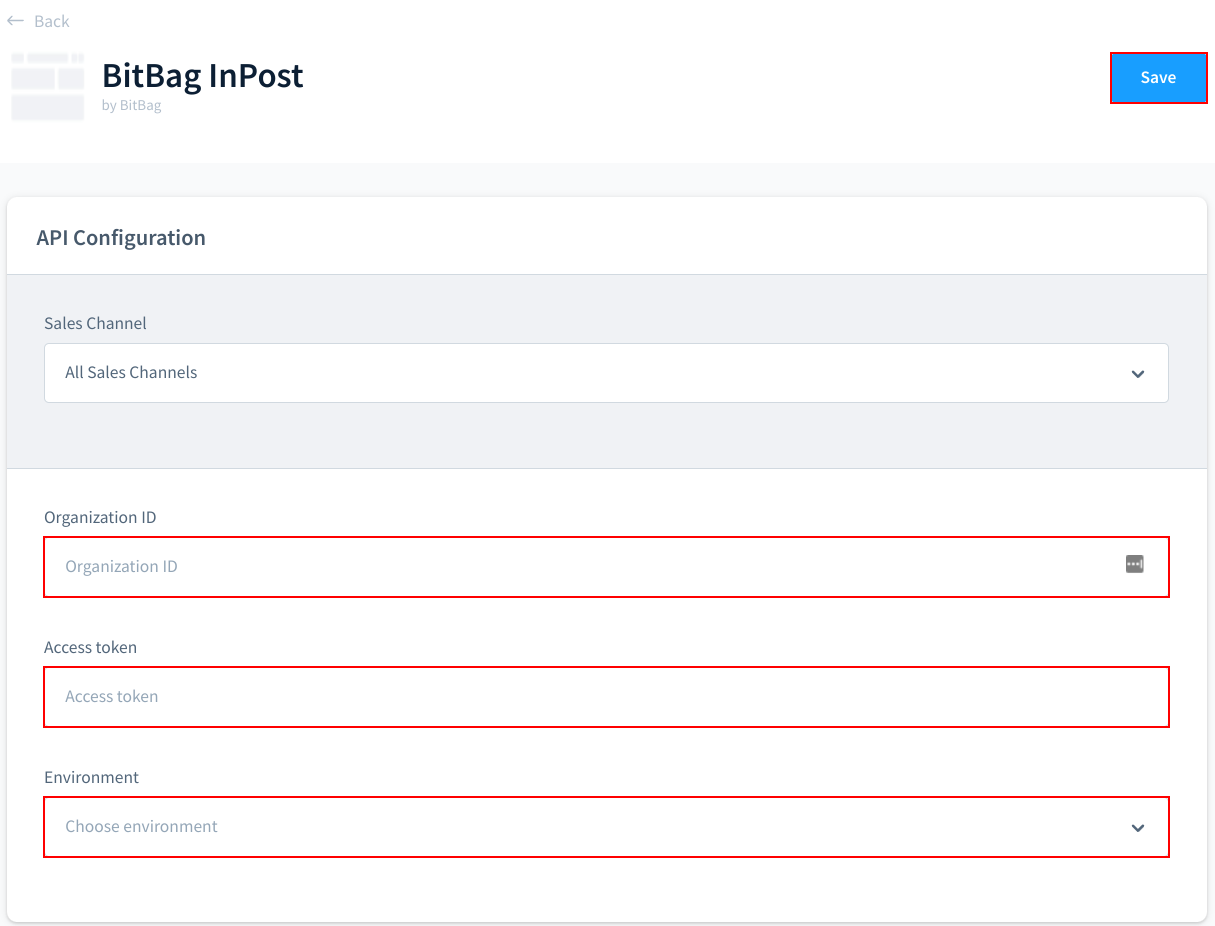 Back
BitBag InPost
by BitBag
Save
API Configuration
Sales Channel
All Sales Channels
Organization ID
Organization ID
Access token
Access token
Environment
Choose environment